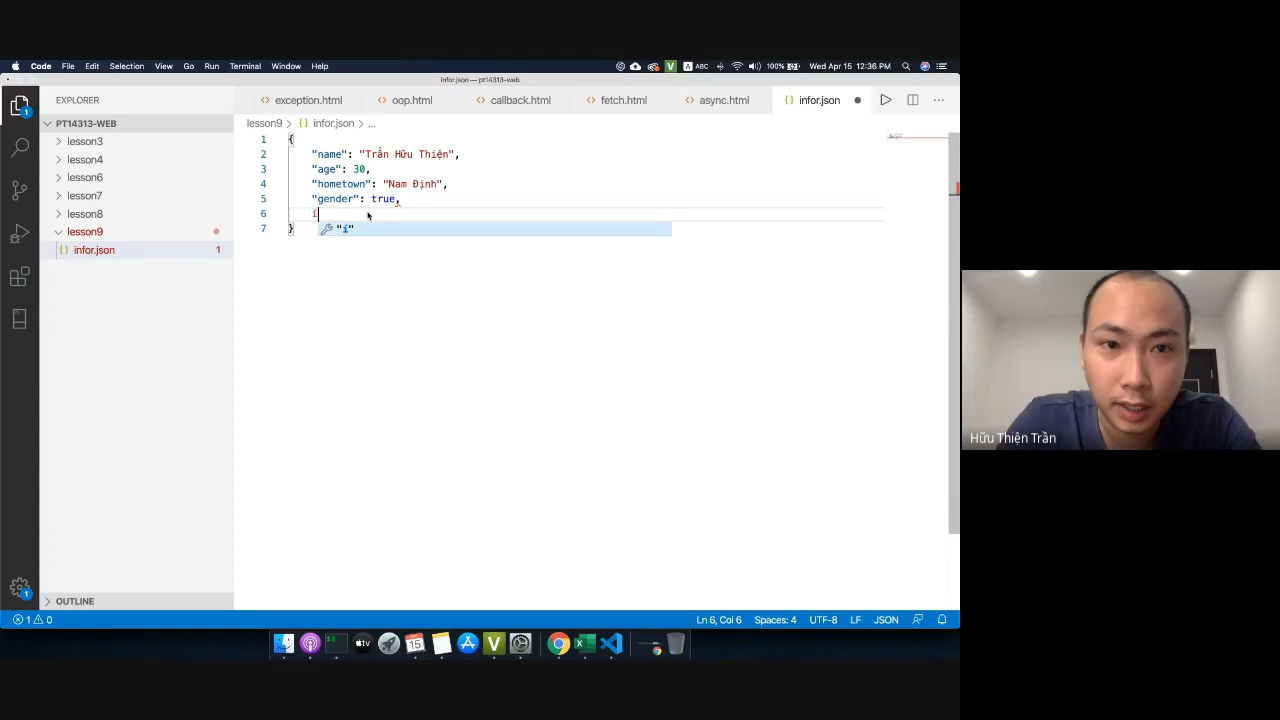 Code File Edit Selection View Go Run Terminal Window Help
ABC 100% Wed Apr 15 12:36 PM
infor.json — pt14313-web
EXPLORER
exception.html oop.html callback.html fetch.html async.html infor.json
PT14313-WEB
lesson3
lesson4
lesson6
lesson7
lesson8
lesson9
infor.json 1
lesson9 > infor.json > ...
1 {
2 "name": "Trần Hữu Thiện",
3 "age": 30,
4 "hometown": "Nam Định",
5 "gender": true,
6 i
7 }
"i"
OUTLINE
1 0
Ln 6, Col 6 Spaces: 4 UTF-8 LF JSON
Hữu Thiện Trần